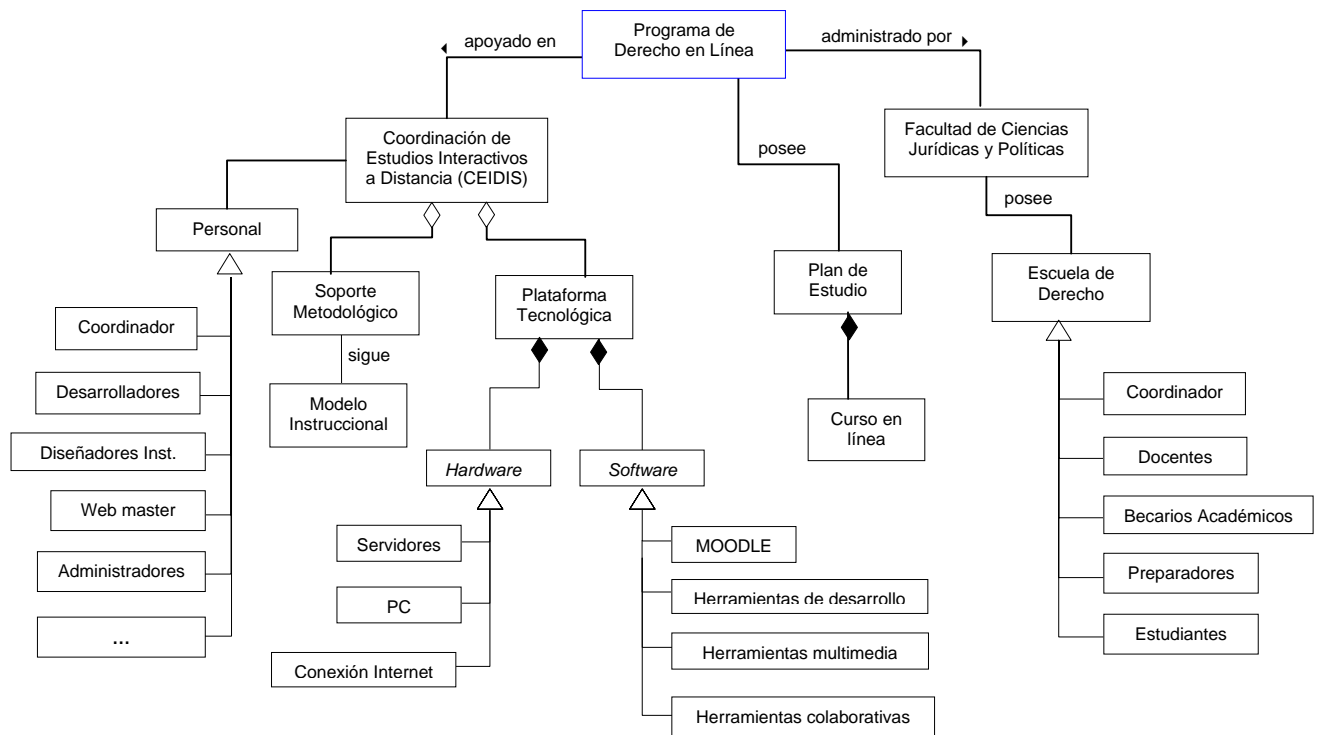 Programa de
Derecho en Línea
apoyado en
administrado por
Coordinación de
Estudios Interactivos
a Distancia (CEIDIS)
posee
Facultad de Ciencias
Jurídicas y Políticas
posee
Personal
Soporte
Metodológico
Plataforma
Tecnológica
Plan de
Estudio
Escuela de
Derecho
sigue
Modelo
Instruccional
Curso en
línea
Coordinador
Desarrolladores
Diseñadores Inst.
Web master
Administradores
...
Hardware
Software
Servidores
PC
Conexión Internet
MOODLE
Herramientas de desarrollo
Herramientas multimedia
Herramientas colaborativas
Coordinador
Docentes
Becarios Académicos
Preparadores
Estudiantes